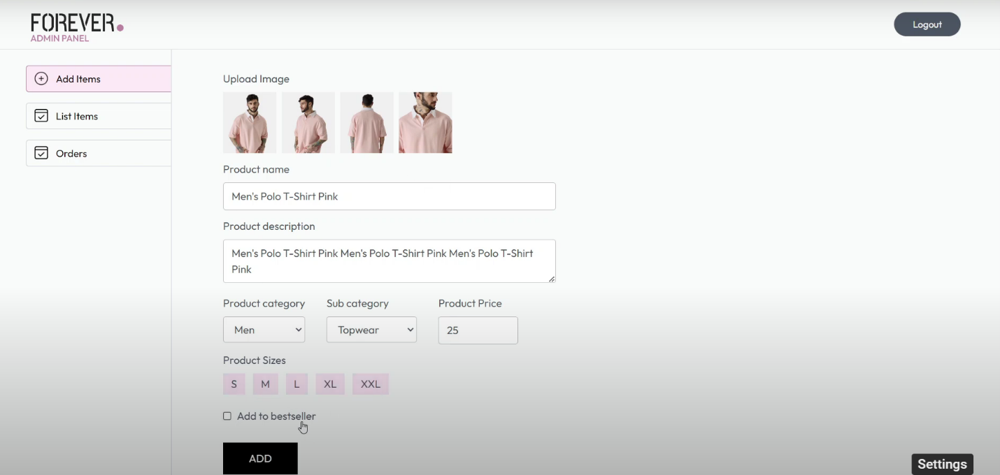 FOREVER.
ADMIN PANEL
Logout
Add Items
List Items
Orders
Upload Image
Product name
Men's Polo T-Shirt Pink
Product description
Men's Polo T-Shirt Pink Men's Polo T-Shirt Pink Men's Polo T-Shirt
Pink
Product category Sub category Product Price
Men Topwear 25
Product Sizes
S M L XL XXL
Add to bestseller
ADD
Settings